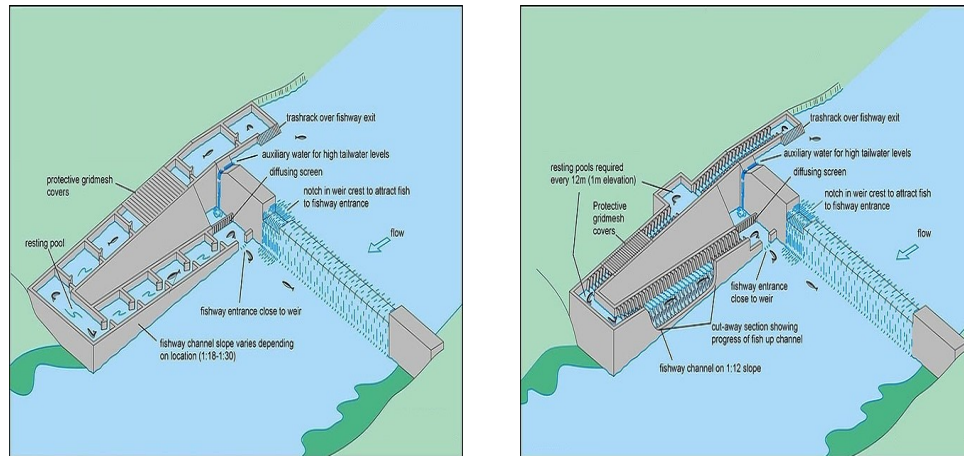 trashrack over fishway exit
auxiliary water for high tailwater levels
diffusing screen
protective gridmesh
covers
notch in weir crest to attract fish
to fishway entrance
flow
resting pool
fishway entrance close to weir
fishway channel slope varies depending
on location (1:18-1:30)
trashrack over fishway exit
auxiliary water for high tailwater levels
resting pools required
every 12m (1m elevation)
diffusing screen
notch in weir crest to attract fish
to fishway entrance
Protective
gridmesh
covers
flow
fishway entrance
close to weir
cut-away section showing
progress of fish up channel
fishway channel on 1:12 slope